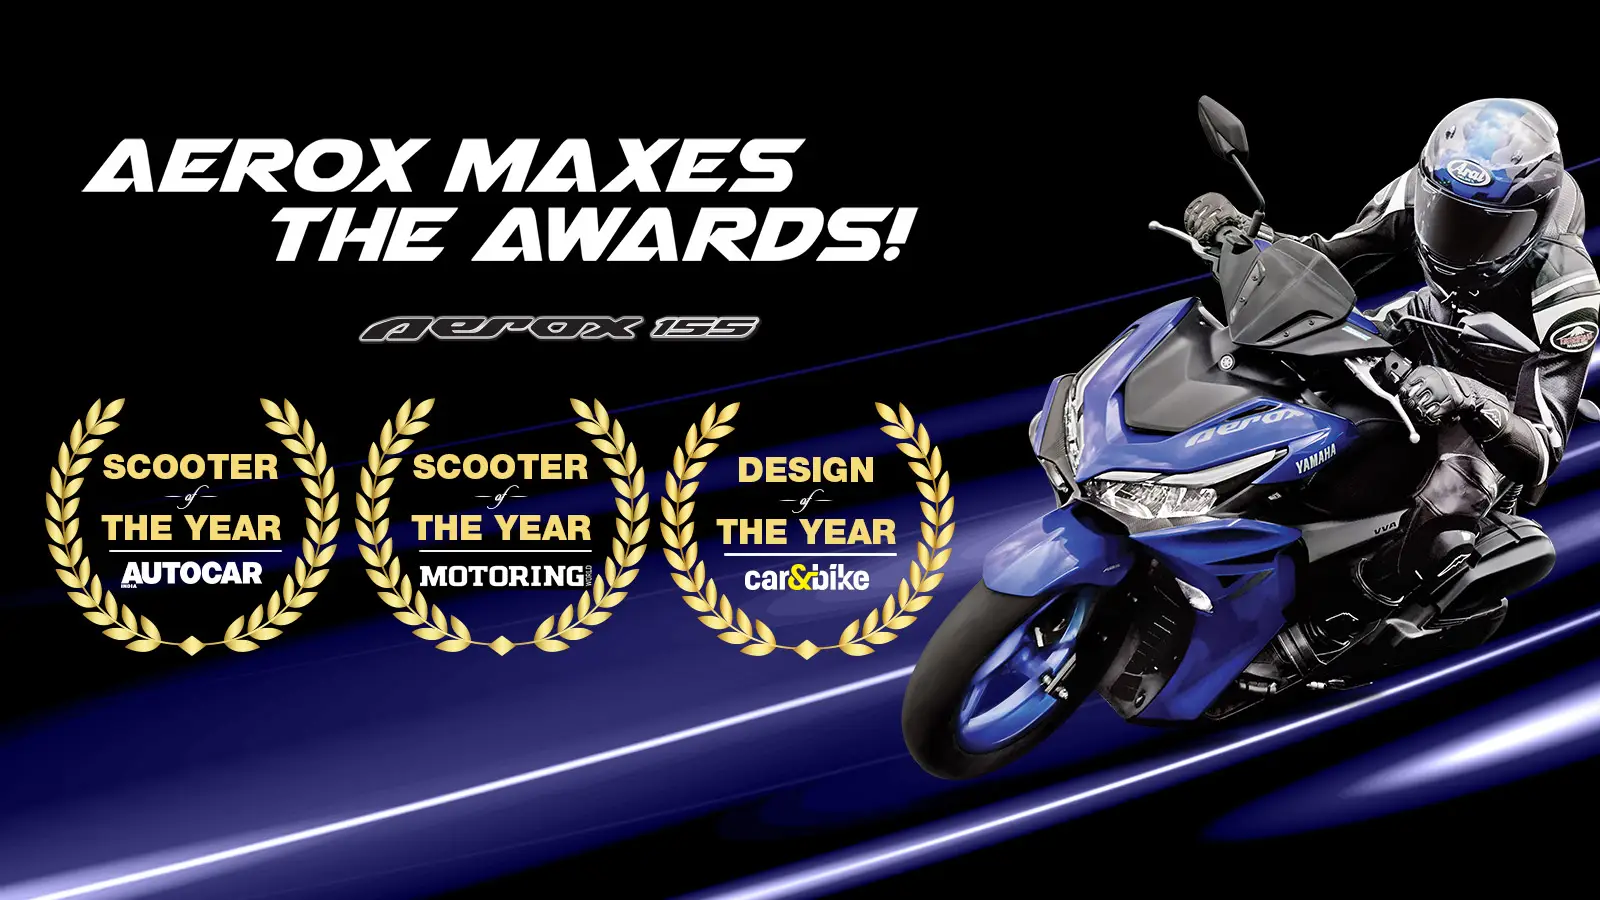 AEROX MAXES
THE AWARDS!
Aerox 155
SCOOTER
of
THE YEAR
AUTOCAR
INDIA
SCOOTER
of
THE YEAR
MOTORING
WORLD
DESIGN
of
THE YEAR
car&bike
Arai
Aerox
YAMAHA
VVA